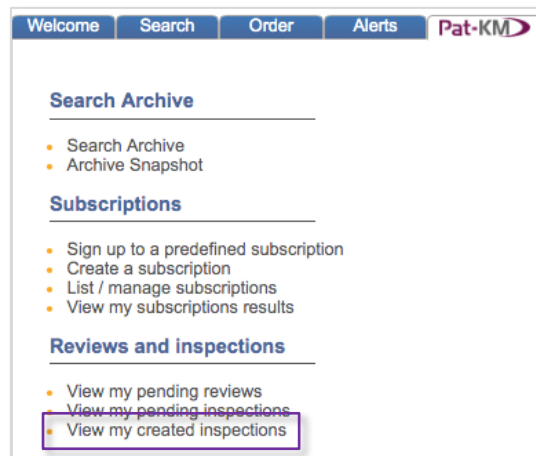 Welcome Search Order Alerts Pat-KM
Search Archive
Search Archive
Archive Snapshot
Subscriptions
Sign up to a predefined subscription
Create a subscription
List / manage subscriptions
View my subscriptions results
Reviews and inspections
View my pending reviews
View my pending inspections
View my created inspections